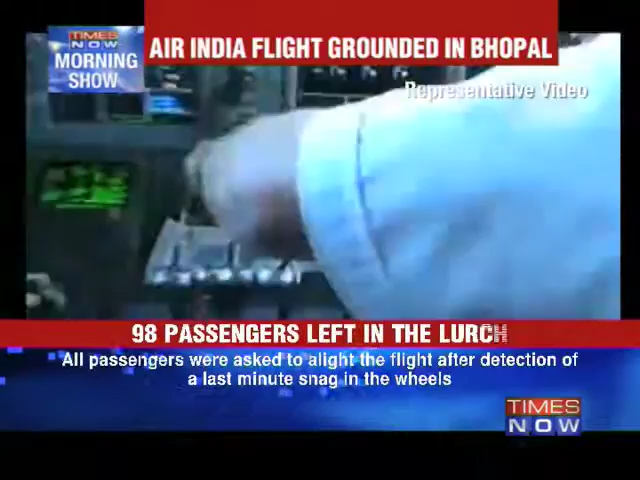 TIMES
NOW
MORNING
SHOW
AIR INDIA FLIGHT GROUNDED IN BHOPAL
Representative Video
98 PASSENGERS LEFT IN THE LURCH
All passengers were asked to alight the flight after detection of
a last minute snag in the wheels
TIMES
NOW